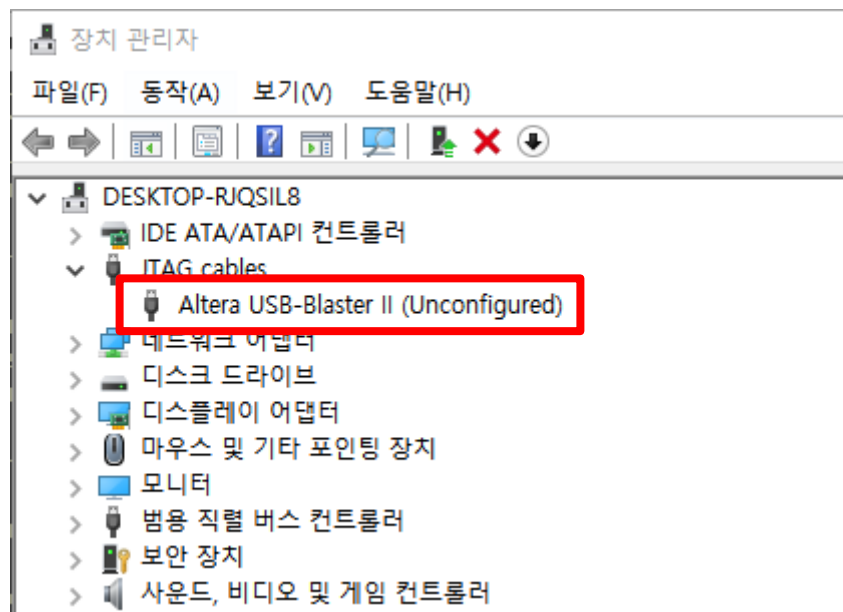 장치 관리자
파일(F) 동작(A) 보기(V) 도움말(H)
DESKTOP-RJQSIL8
IDE ATA/ATAPI 컨트롤러
JTAG cables
Altera USB-Blaster II (Unconfigured)
네트워크 어댑터
디스크 드라이브
디스플레이 어댑터
마우스 및 기타 포인팅 장치
모니터
범용 직렬 버스 컨트롤러
보안 장치
사운드, 비디오 및 게임 컨트롤러